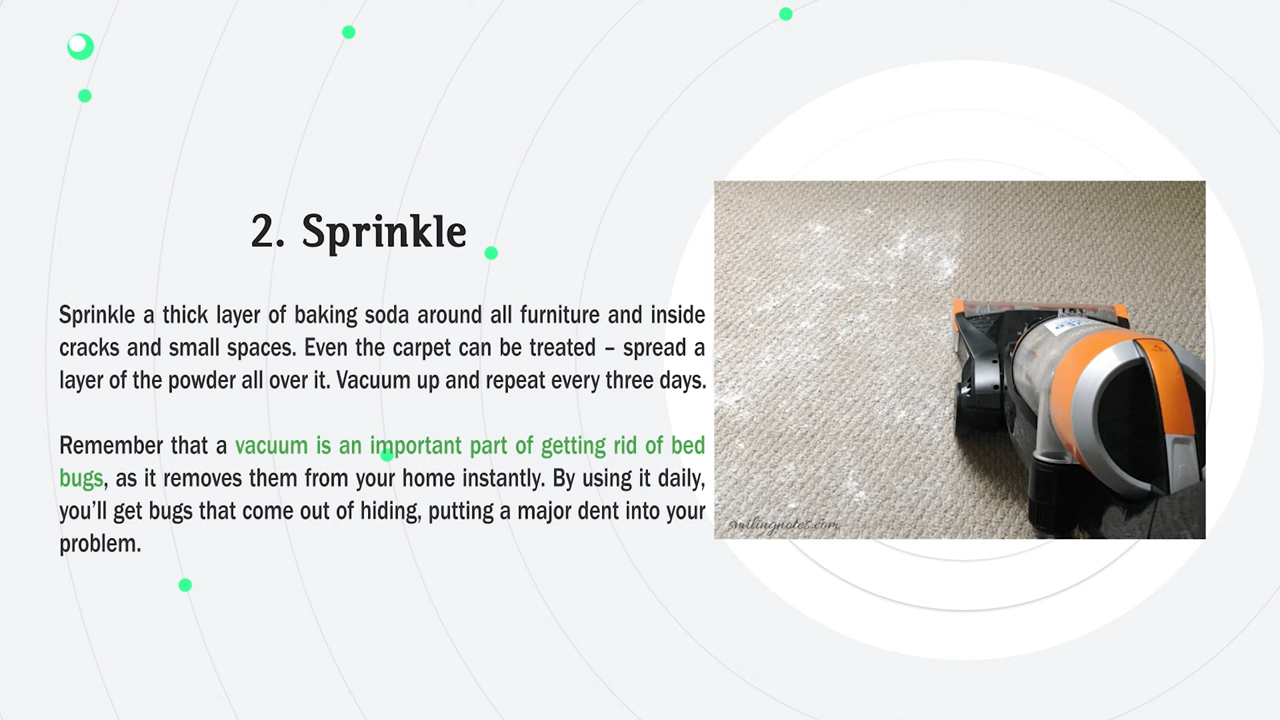 2. Sprinkle
Sprinkle a thick layer of baking soda around all furniture and inside
cracks and small spaces. Even the carpet can be treated – spread a
layer of the powder all over it. Vacuum up and repeat every three days.
Remember that a vacuum is an important part of getting rid of bed
bugs, as it removes them from your home instantly. By using it daily,
you’ll get bugs that come out of hiding, putting a major dent into your
problem.
smilingnotes.com